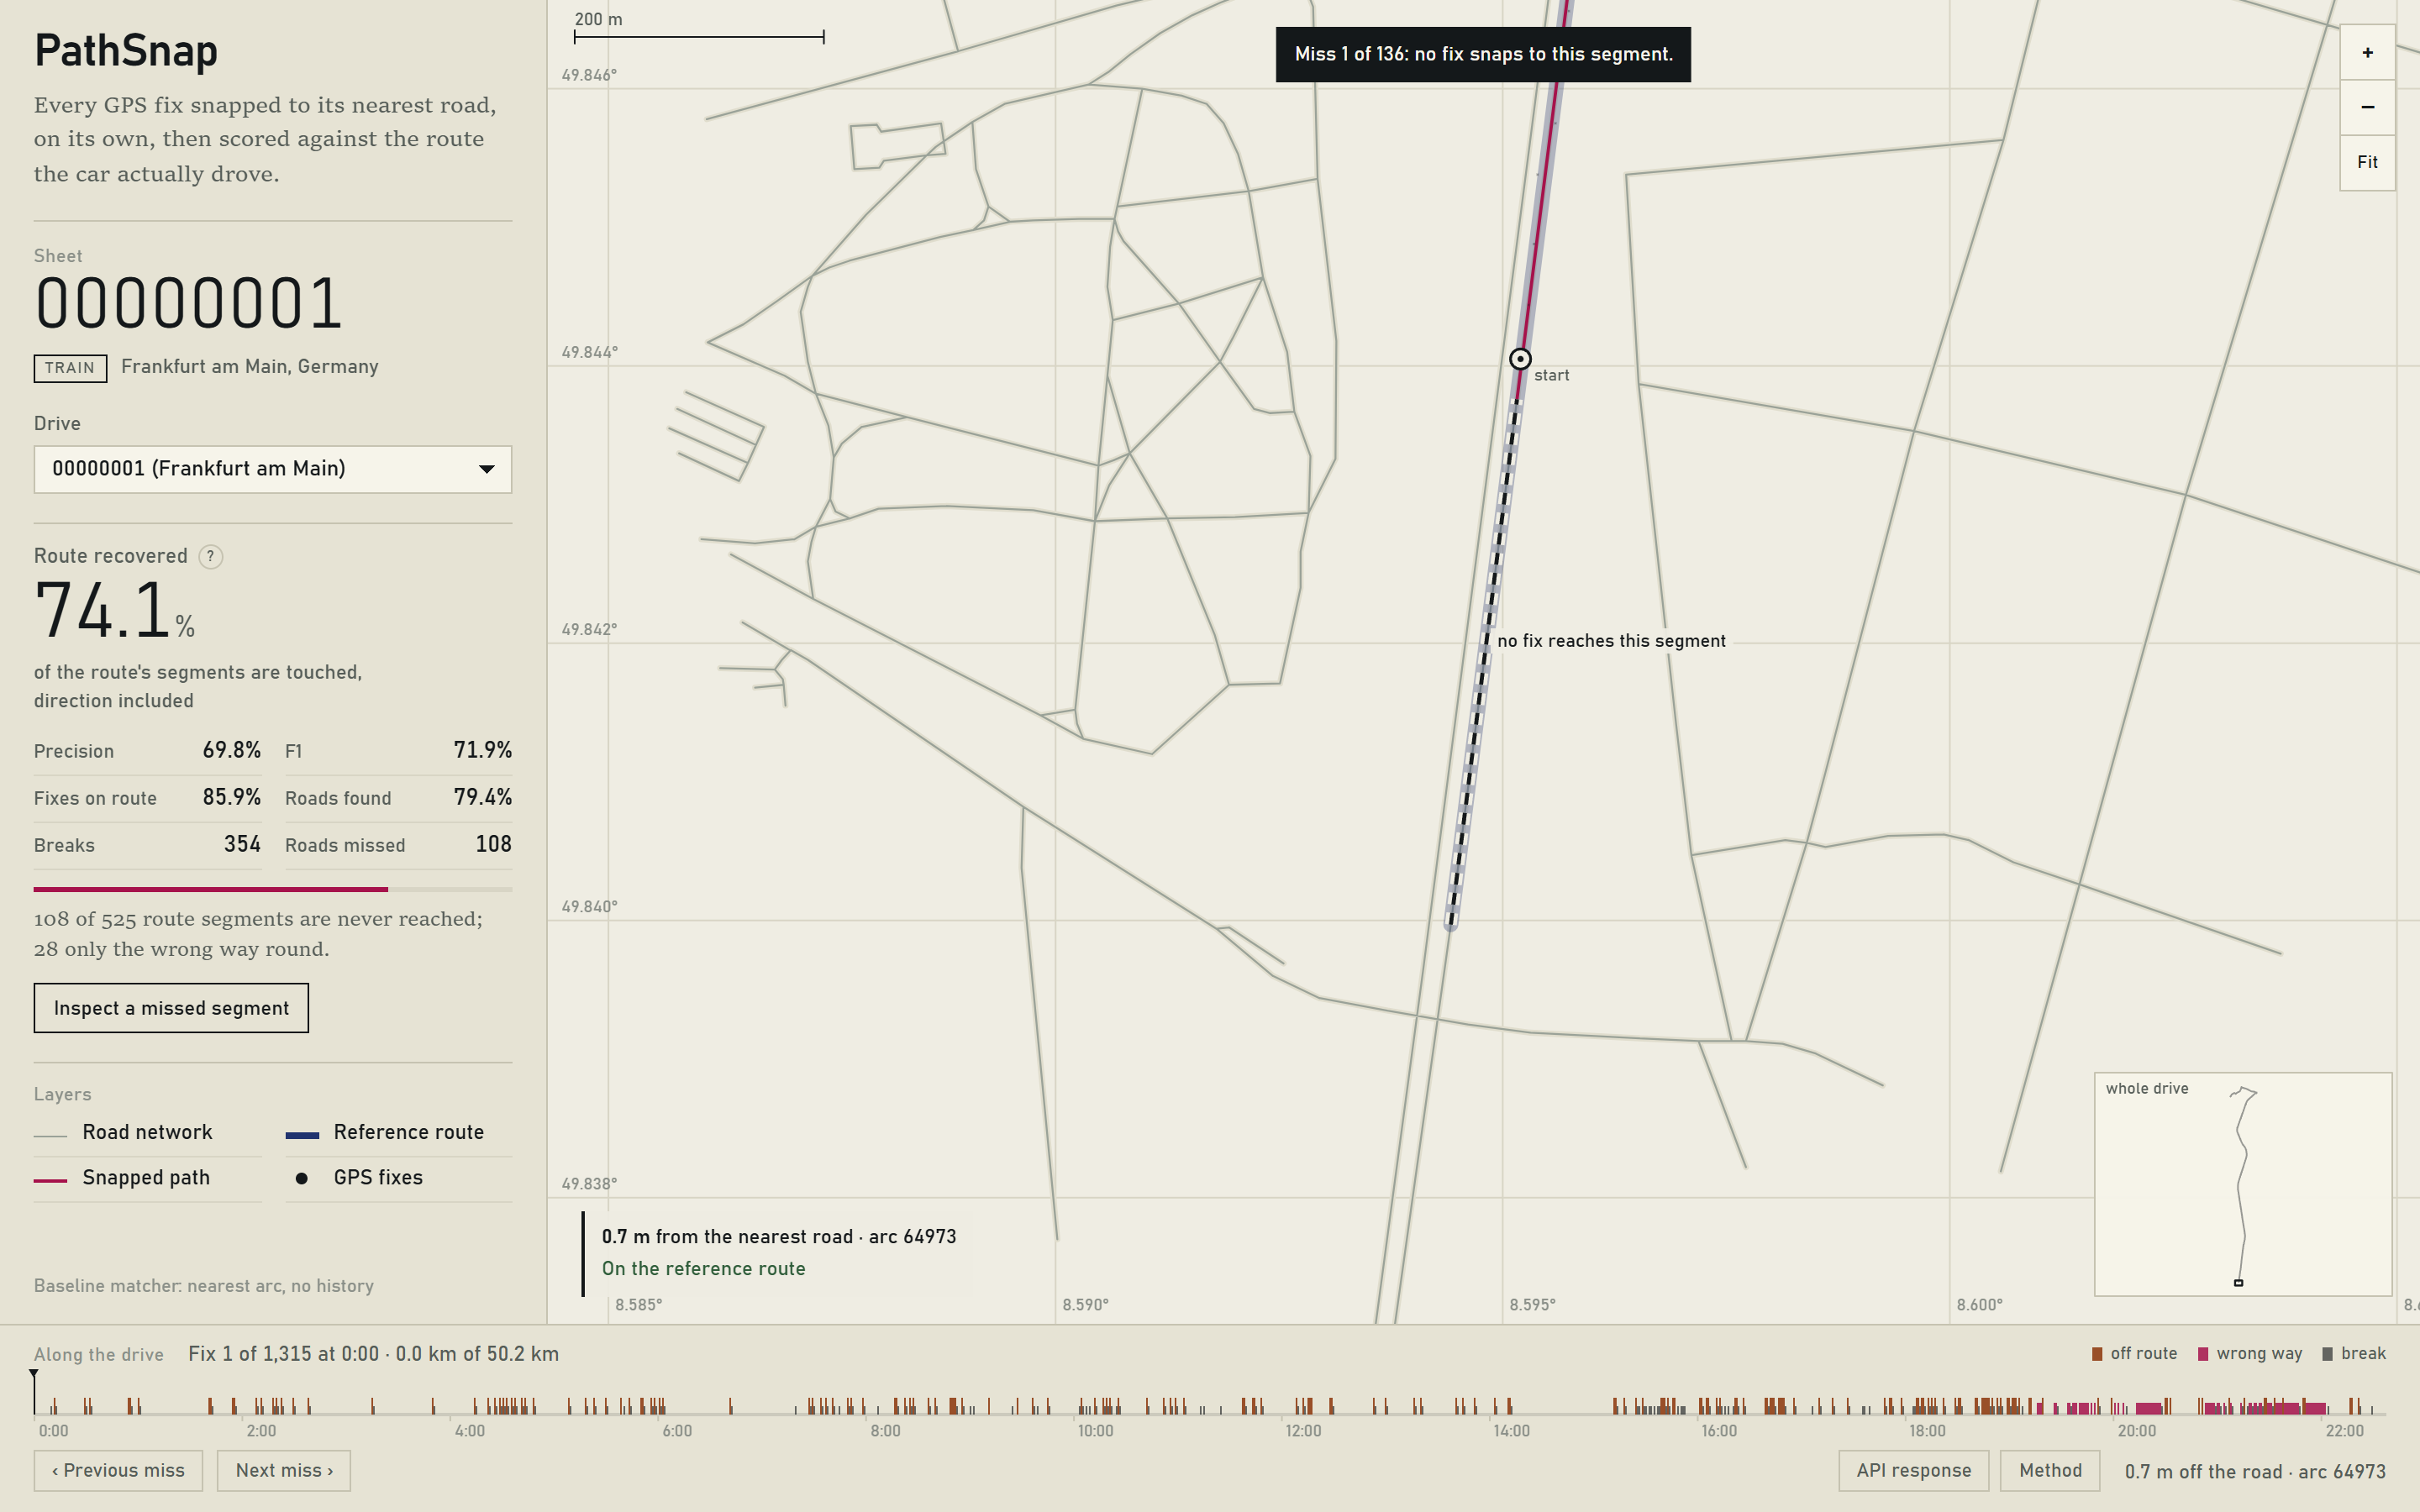 PathSnap
Every GPS fix snapped to its nearest road,
on its own, then scored against the route
the car actually drove.
Sheet
00000001
TRAIN Frankfurt am Main, Germany
Drive
00000001 (Frankfurt am Main)
Route recovered ?
74.1 %
of the route's segments are touched,
direction included
Precision 69.8% F1 71.9%
Fixes on route 85.9% Roads found 79.4%
Breaks 354 Roads missed 108
108 of 525 route segments are never reached;
28 only the wrong way round.
Inspect a missed segment
Layers
Road network Reference route
Snapped path GPS fixes
Baseline matcher: nearest arc, no history
200 m
Miss 1 of 136: no fix snaps to this segment.
+
−
Fit
49.846°
49.844°
start
49.842°
no fix reaches this segment
49.840°
49.838°
whole drive
0.7 m from the nearest road · arc 64973
On the reference route
8.585° 8.590° 8.595° 8.600°
Along the drive Fix 1 of 1,315 at 0:00 · 0.0 km of 50.2 km
off route wrong way break
0:00 2:00 4:00 6:00 8:00 10:00 12:00 14:00 16:00 18:00 20:00 22:00
‹ Previous miss Next miss › API response Method 0.7 m off the road · arc 64973